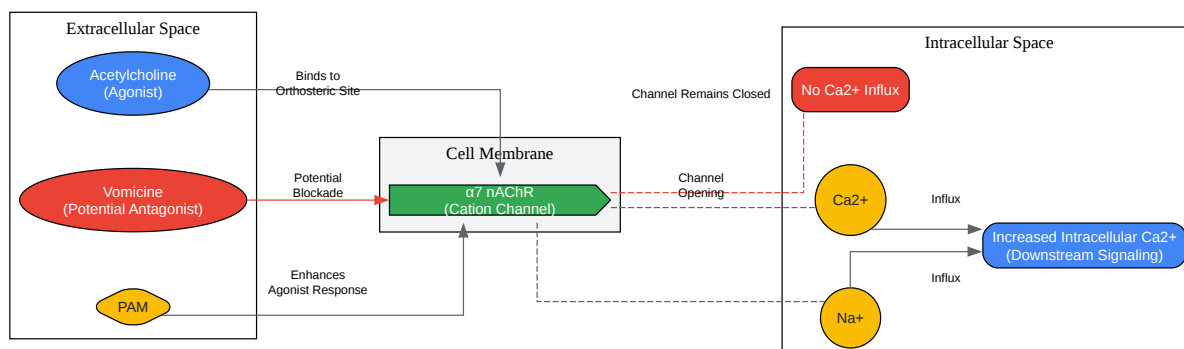 Extracellular Space
Acetylcholine
(Agonist)
Binds to
Orthosteric Site
Vomicine
(Potential Antagonist)
Potential
Blockade
PAM
Enhances
Agonist Response
Cell Membrane
α7 nAChR
(Cation Channel)
Channel Remains Closed
Channel
Opening
Intracellular Space
No Ca2+ Influx
Ca2+
Influx
Increased Intracellular Ca2+
(Downstream Signaling)
Influx
Na+